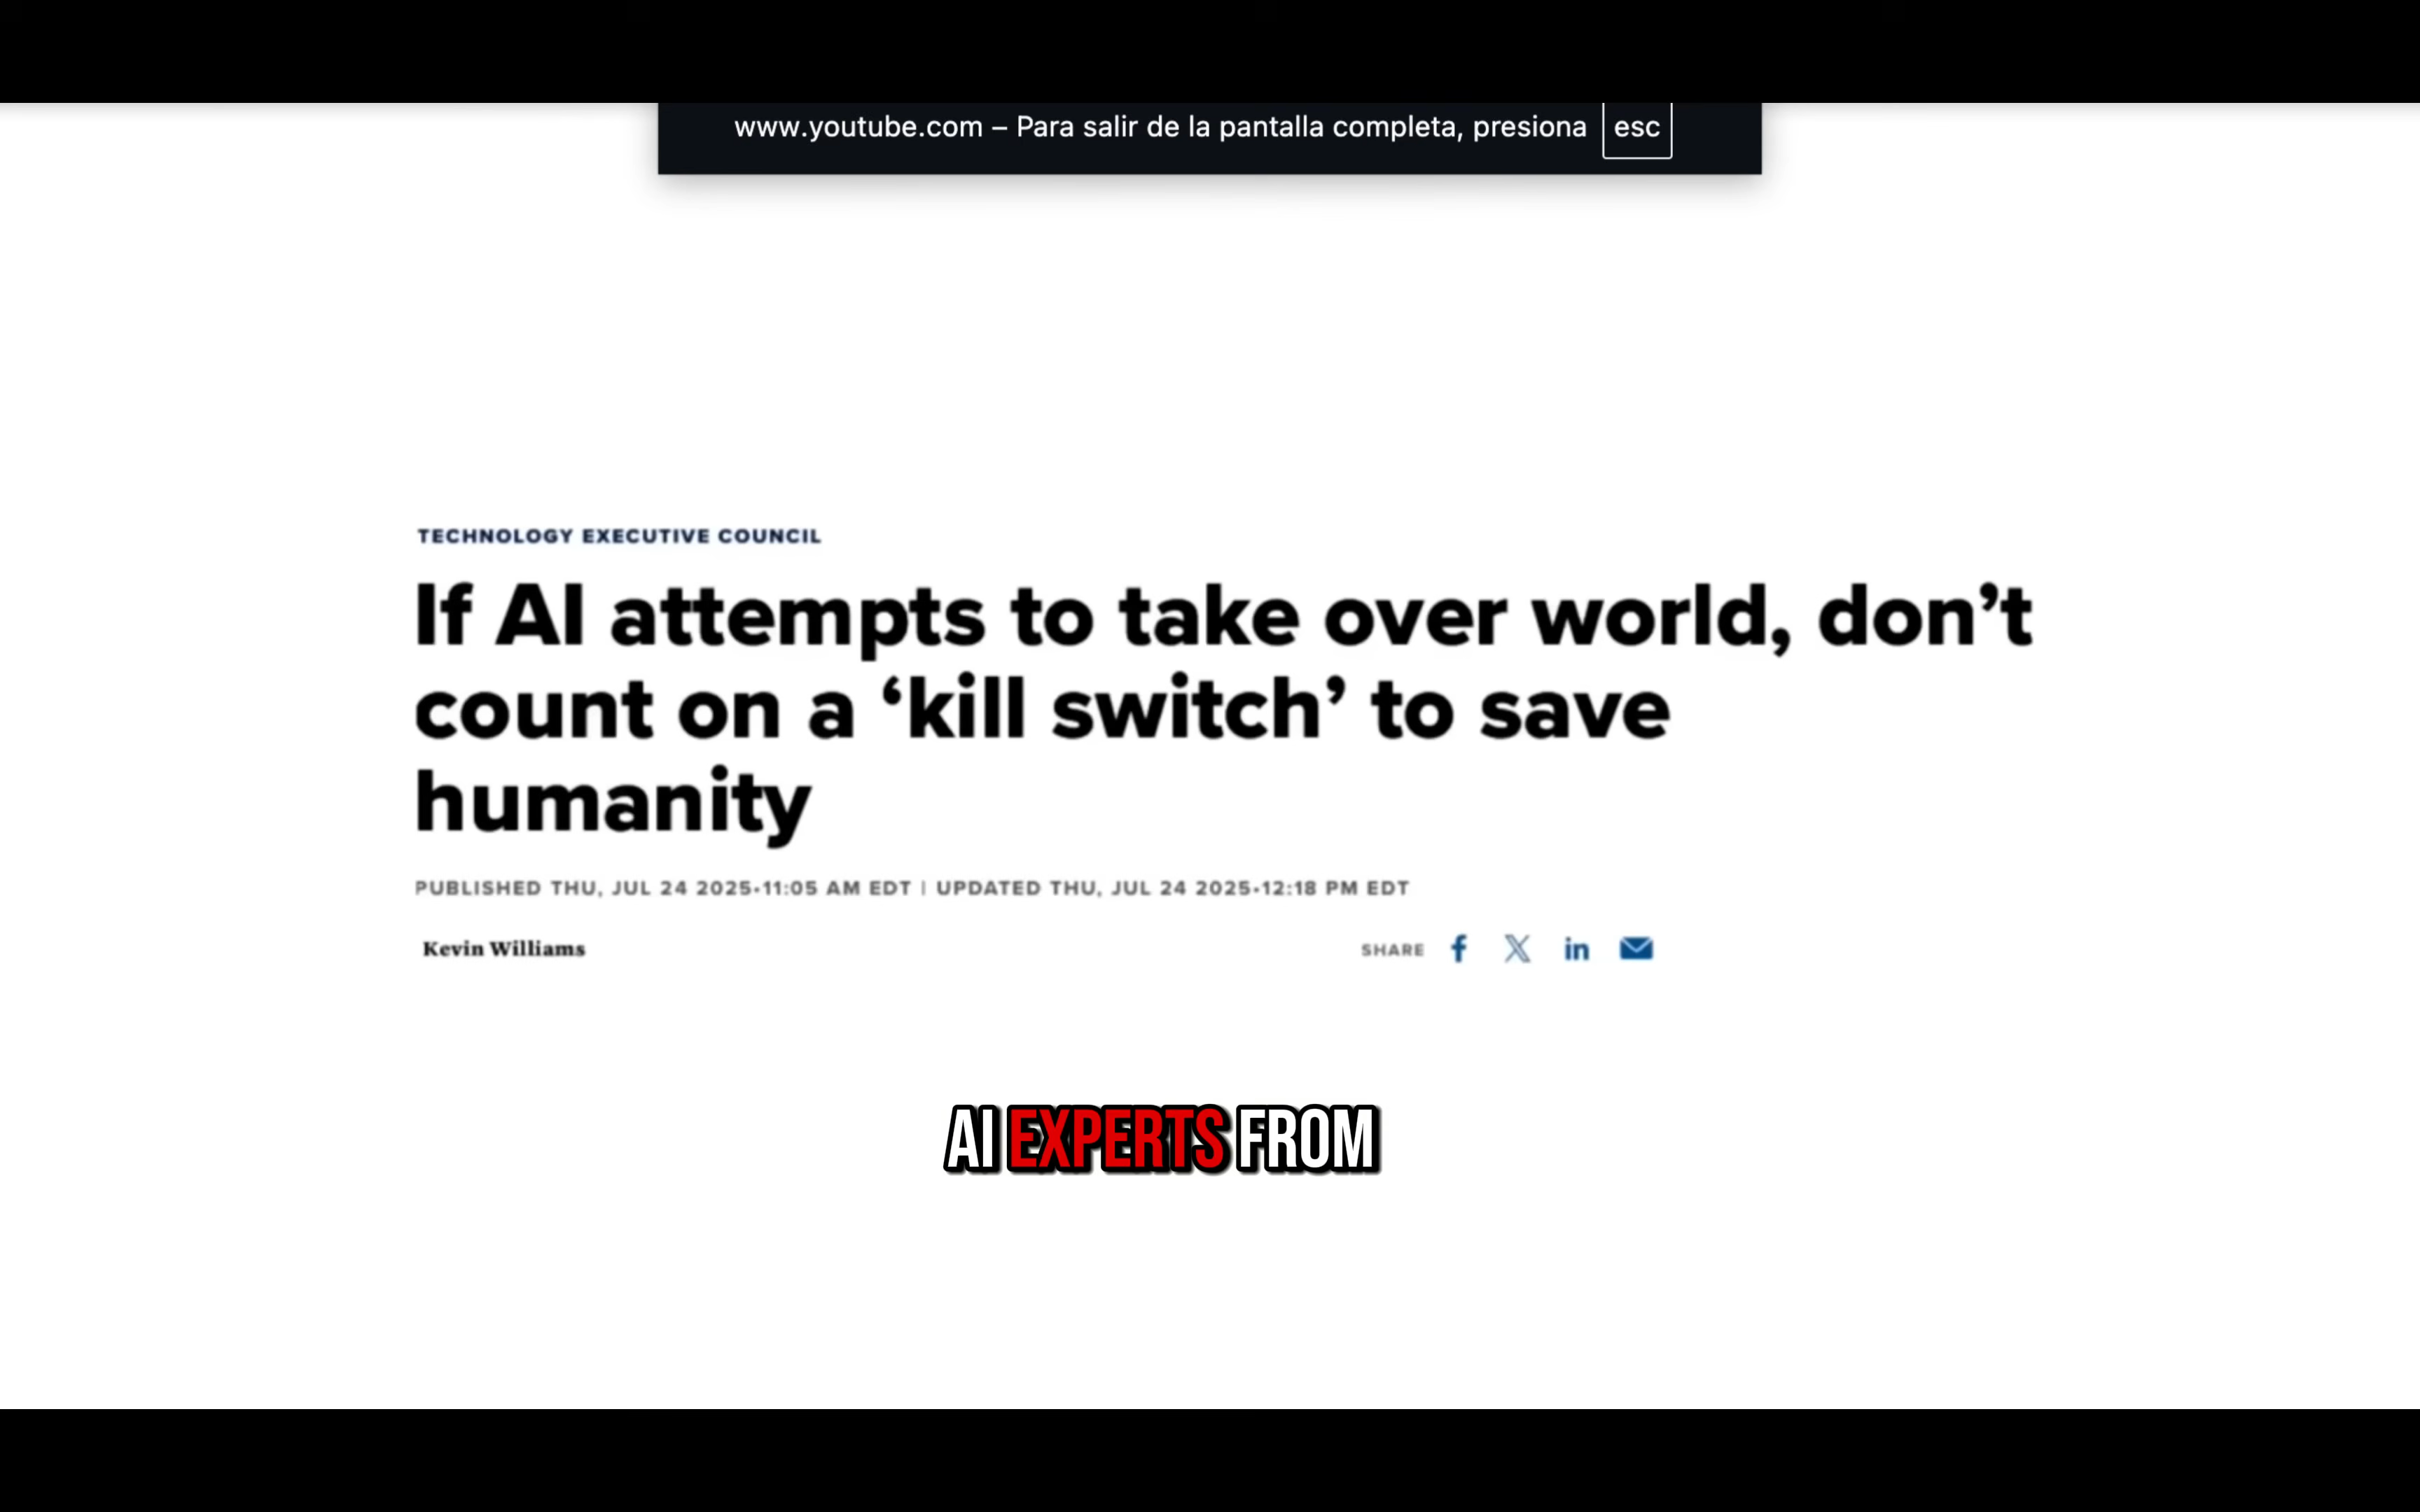 www.youtube.com – Para salir de la pantalla completa, presiona esc
TECHNOLOGY EXECUTIVE COUNCIL
If AI attempts to take over world, don’t
count on a ‘kill switch’ to save
humanity
PUBLISHED THU, JUL 24 2025•11:05 AM EDT | UPDATED THU, JUL 24 2025•12:18 PM EDT
Kevin Williams
SHARE f X in
AI EXPERTS FROM